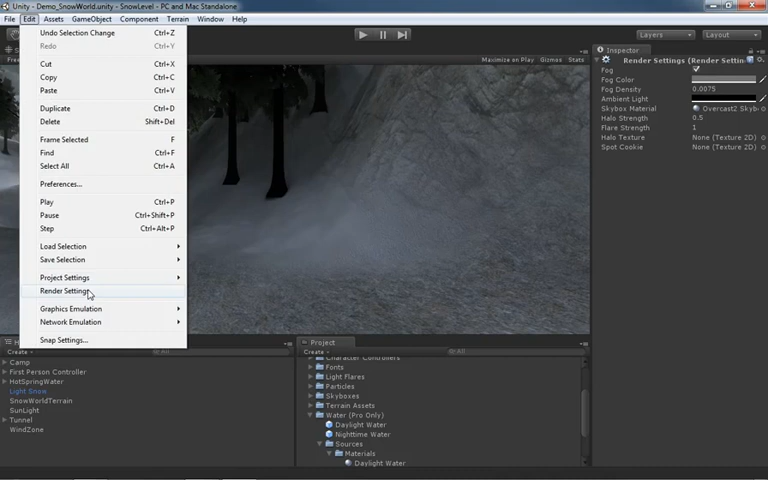 Unity - Demo_SnowWorld.unity - SnowLevel - PC and Mac Standalone
File Edit Assets GameObject Component Terrain Window Help
Undo Selection Change Ctrl+Z
Redo Ctrl+Y
Cut Ctrl+X
Copy Ctrl+C
Paste Ctrl+V
Duplicate Ctrl+D
Delete Shift+Del
Frame Selected F
Find Ctrl+F
Select All Ctrl+A
Preferences...
Play Ctrl+P
Pause Ctrl+Shift+P
Step Ctrl+Alt+P
Load Selection
Save Selection
Project Settings
Render Settings
Graphics Emulation
Network Emulation
Snap Settings...
Layers Layout
Maximize on Play Gizmos Stats
Inspector
Render Settings (Render Settin
Fog
Fog Color
Fog Density 0.0075
Ambient Light
Skybox Material Overcast2 Skyb
Halo Strength 0.5
Flare Strength 1
Halo Texture None (Texture 2D)
Spot Cookie None (Texture 2D)
Create All
Camp
First Person Controller
HotSpringWater
Light Snow
SnowWorldTerrain
SunLight
Tunnel
WindZone
Project
Create All
Character Controllers
Fonts
Light Flares
Particles
Skyboxes
Terrain Assets
Water (Pro Only)
Daylight Water
Nighttime Water
Sources
Materials
Daylight Water